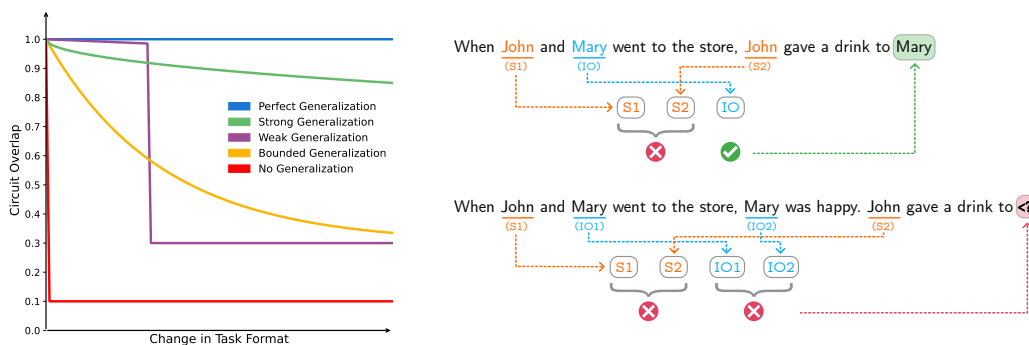 Circuit Overlap
1.0
0.9
0.8
0.7
0.6
0.5
0.4
0.3
0.2
0.1
0.0
Perfect Generalization
Strong Generalization
Weak Generalization
Bounded Generalization
No Generalization
Change in Task Format
When John and Mary went to the store, John gave a drink to Mary
(S1) (IO) (S2)
S1 S2 IO
When John and Mary went to the store, Mary was happy. John gave a drink to <?
(S1) (IO1) (IO2) (S2)
S1 S2 IO1 IO2